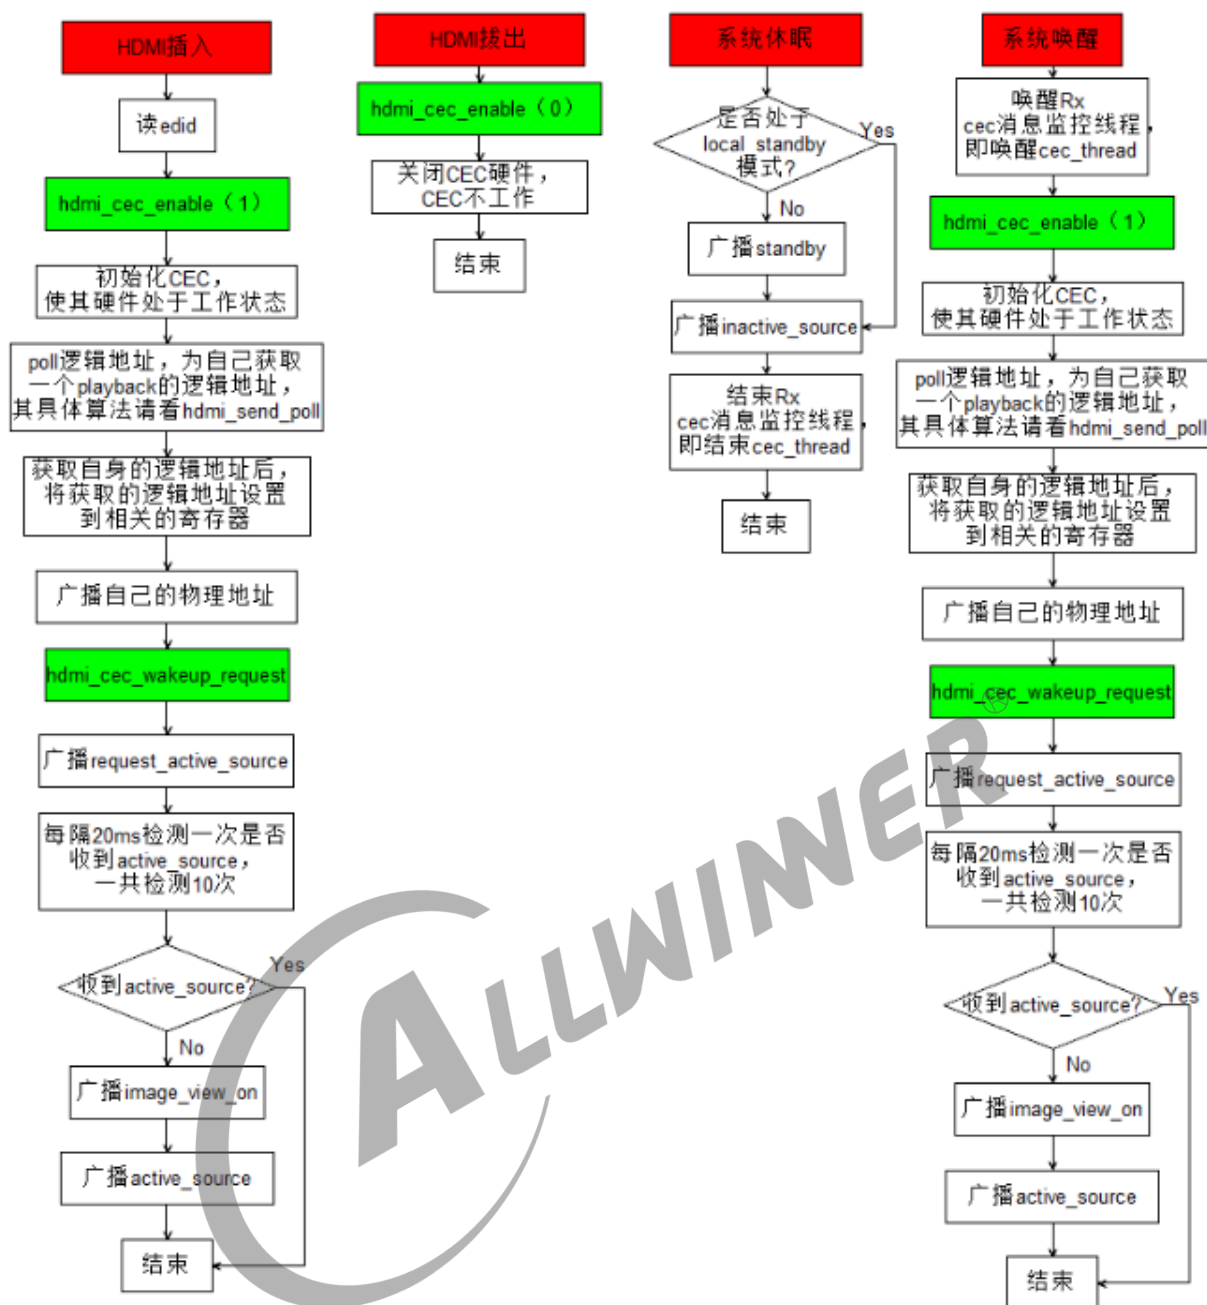 HDMI插入
读edid
hdmi_cec_enable（1）
初始化CEC，
使其硬件处于工作状态
poll逻辑地址，为自己获取
一个playback的逻辑地址，
其具体算法请看hdmi_send_poll
获取自身的逻辑地址后，
将获取的逻辑地址设置
到相关的寄存器
广播自己的物理地址
hdmi_cec_wakeup_request
广播request_active_source
每隔20ms检测一次是否
收到active_source，
一共检测10次
收到active_source?
Yes
No
广播image_view_on
广播active_source
结束
HDMI拔出
hdmi_cec_enable（0）
关闭CEC硬件，
CEC不工作
结束
系统休眠
是否处于
local_standby
模式?
Yes
No
广播standby
广播inactive_source
结束Rx
cec消息监控线程，
即结束cec_thread
结束
系统唤醒
唤醒Rx
cec消息监控线程，
即唤醒cec_thread
hdmi_cec_enable（1）
初始化CEC，
使其硬件处于工作状态
poll逻辑地址，为自己获取
一个playback的逻辑地址，
其具体算法请看hdmi_send_poll
获取自身的逻辑地址后，
将获取的逻辑地址设置
到相关的寄存器
广播自己的物理地址
hdmi_cec_wakeup_request
广播request_active_source
每隔20ms检测一次是否
收到active_source，
一共检测10次
收到active_source?
Yes
No
广播image_view_on
广播active_source
结束
ALLWINNER®